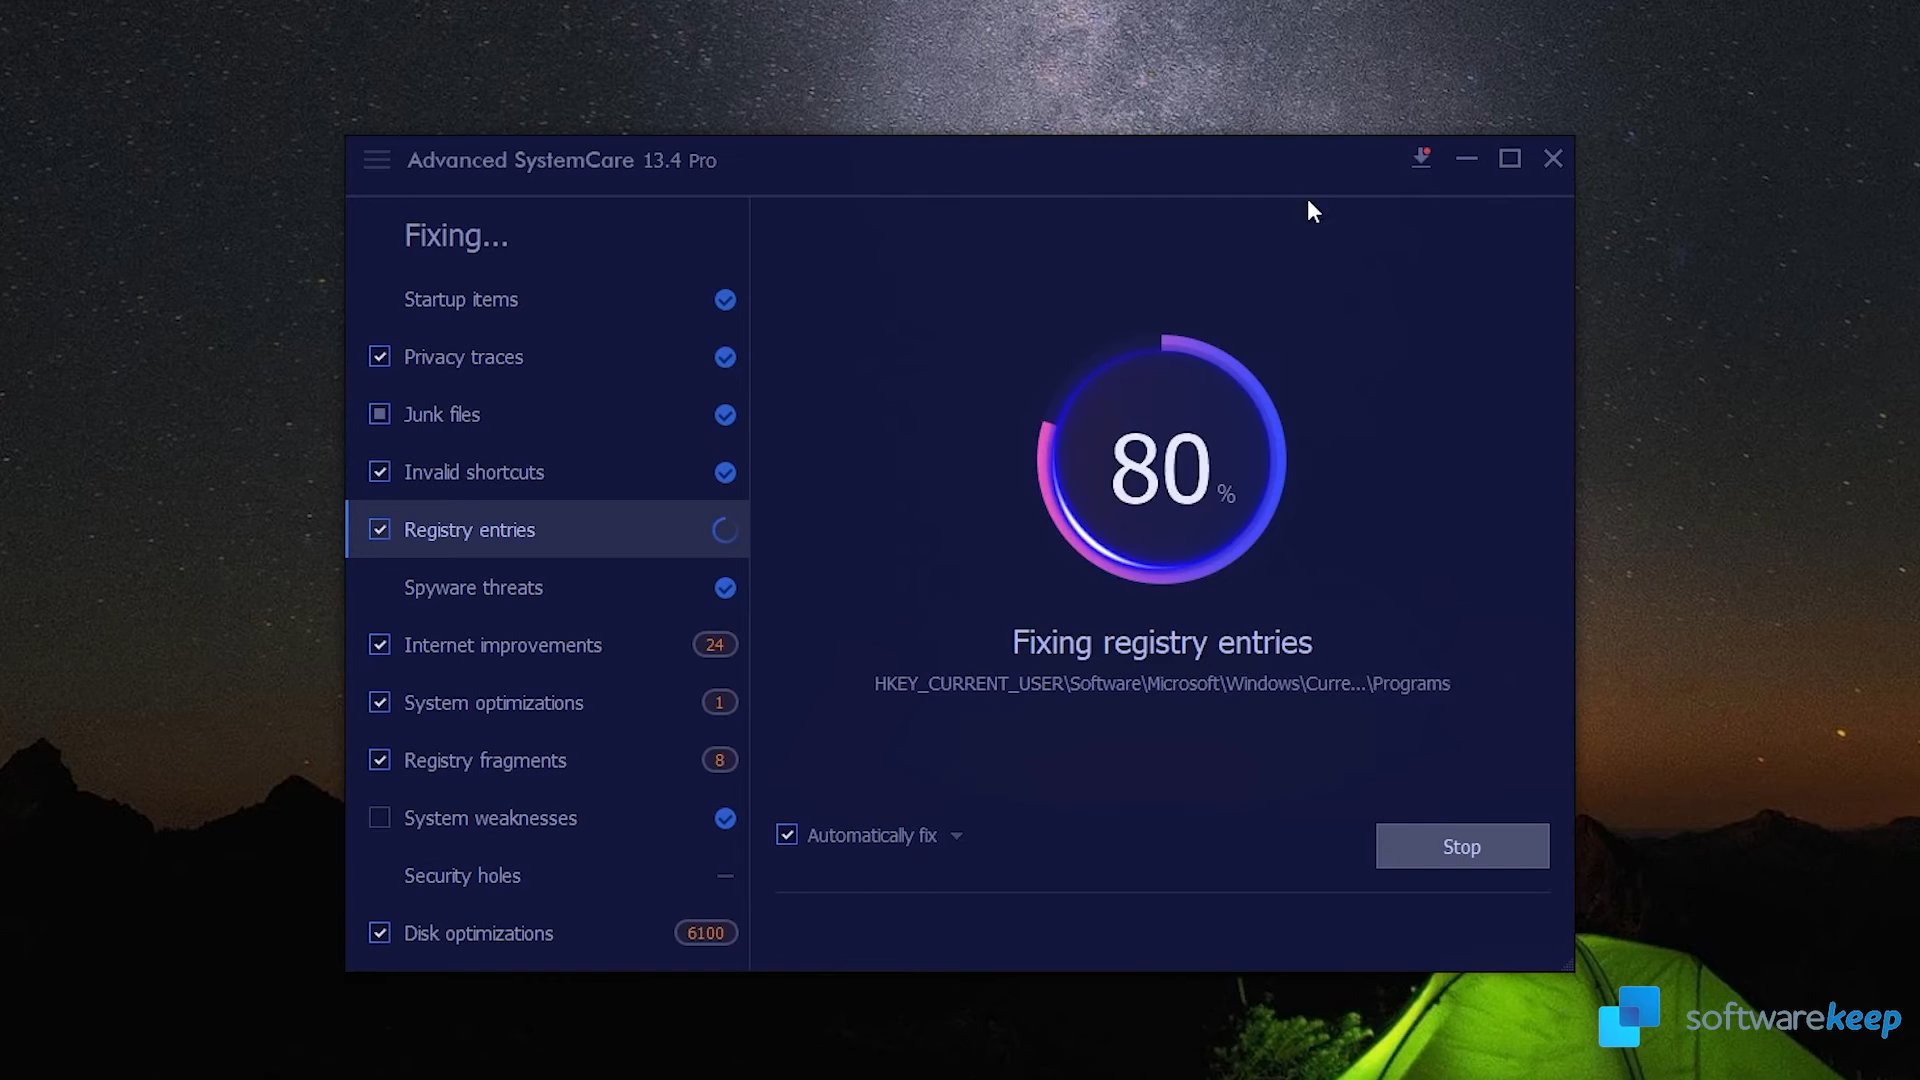 Advanced SystemCare 13.4 Pro
Fixing...
Startup items
Privacy traces
Junk files
Invalid shortcuts
Registry entries
Spyware threats
Internet improvements 24
System optimizations 1
Registry fragments 8
System weaknesses
Security holes
Disk optimizations 6100
80 %
Fixing registry entries
HKEY_CURRENT_USER\Software\Microsoft\Windows\Curre...\Programs
Automatically fix
Stop
softwarekeep